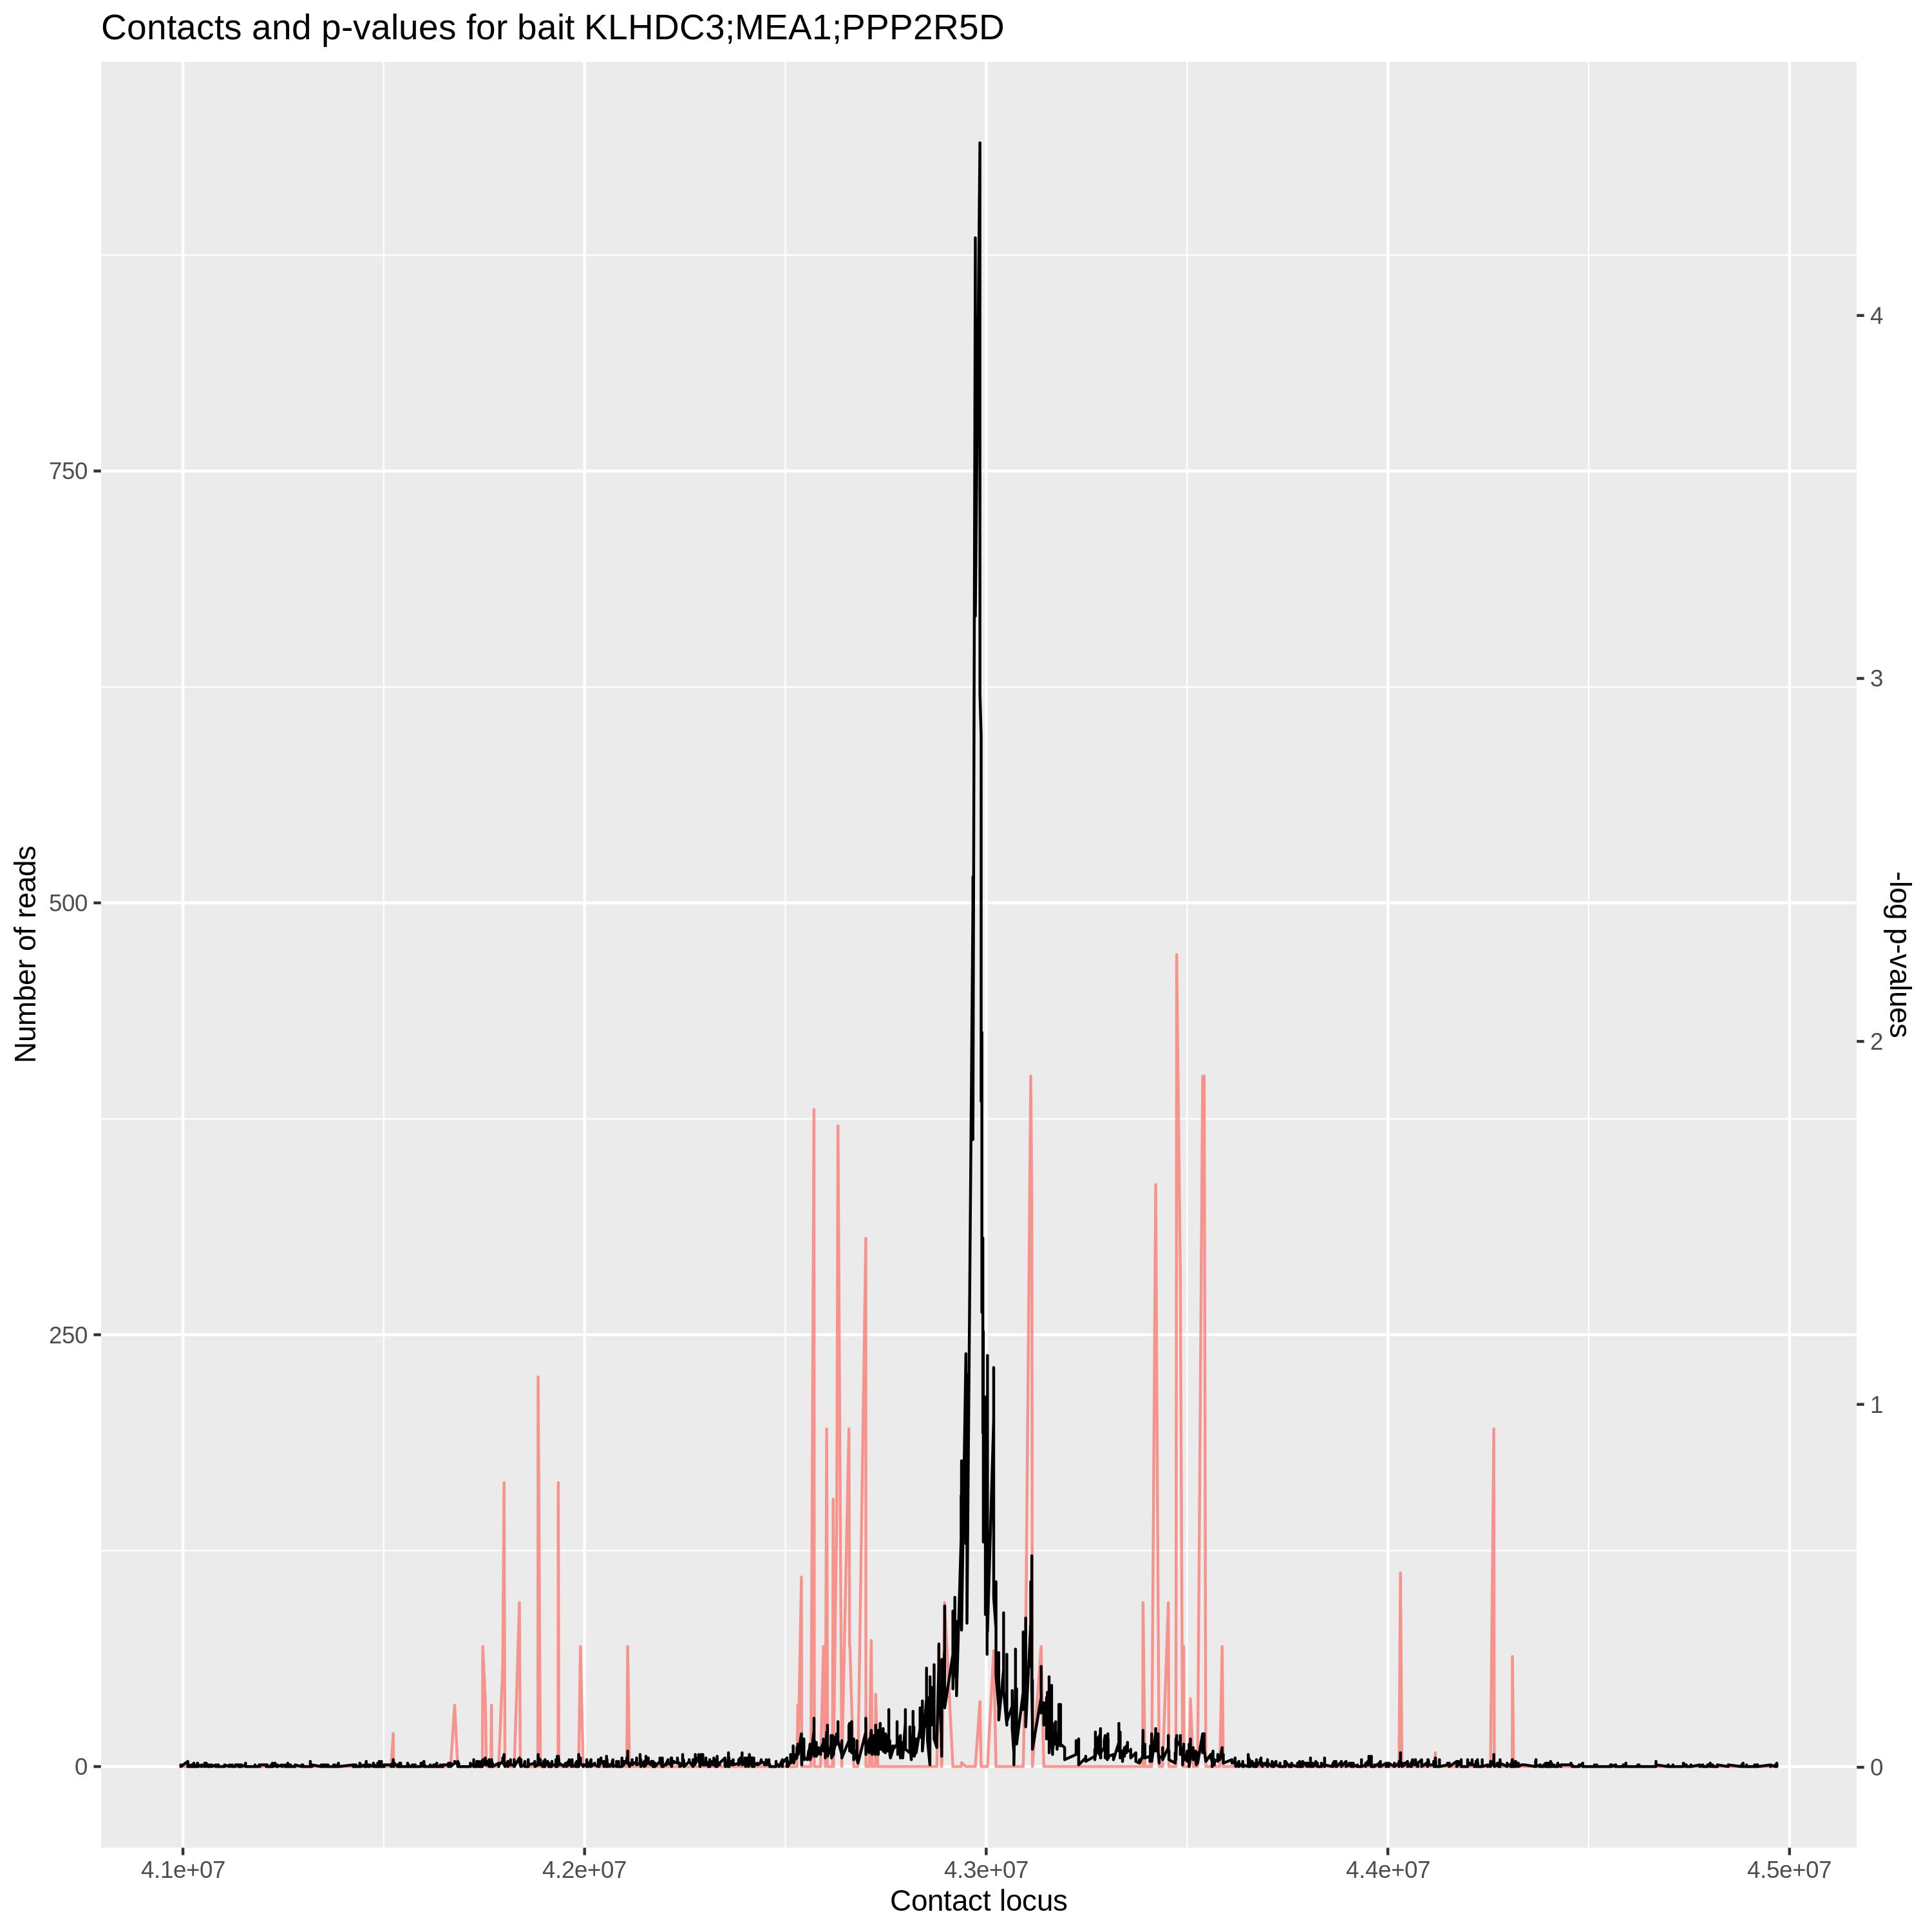 Contacts and p-values for bait KLHDC3;MEA1;PPP2R5D
Number of reads
750
500
250
0
4
3
2
1
0
-log p-values
4.1e+07 4.2e+07 4.3e+07 4.4e+07 4.5e+07
Contact locus